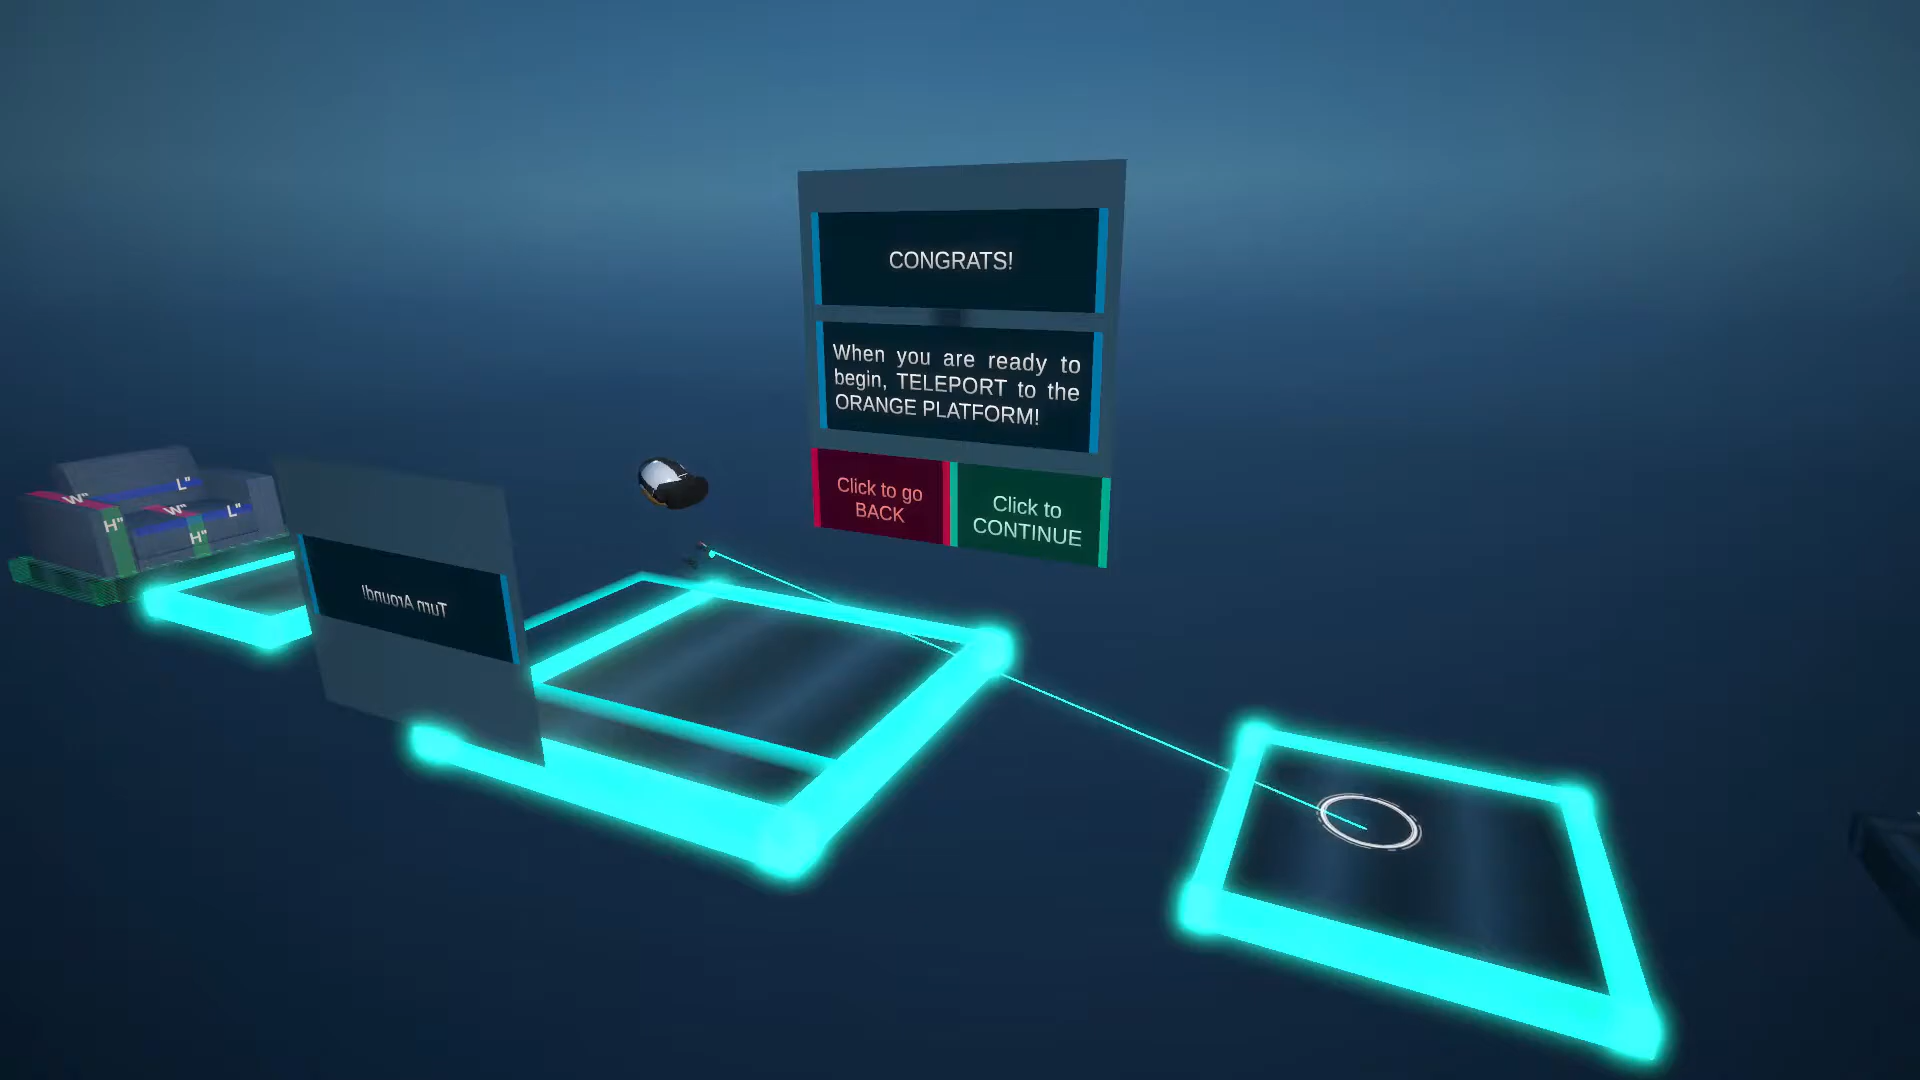 CONGRATS!
When you are ready to
begin, TELEPORT to the
ORANGE PLATFORM!
Click to go
BACK
Click to
CONTINUE
W"
L"
H"
W"
L"
H"
Turn Around!